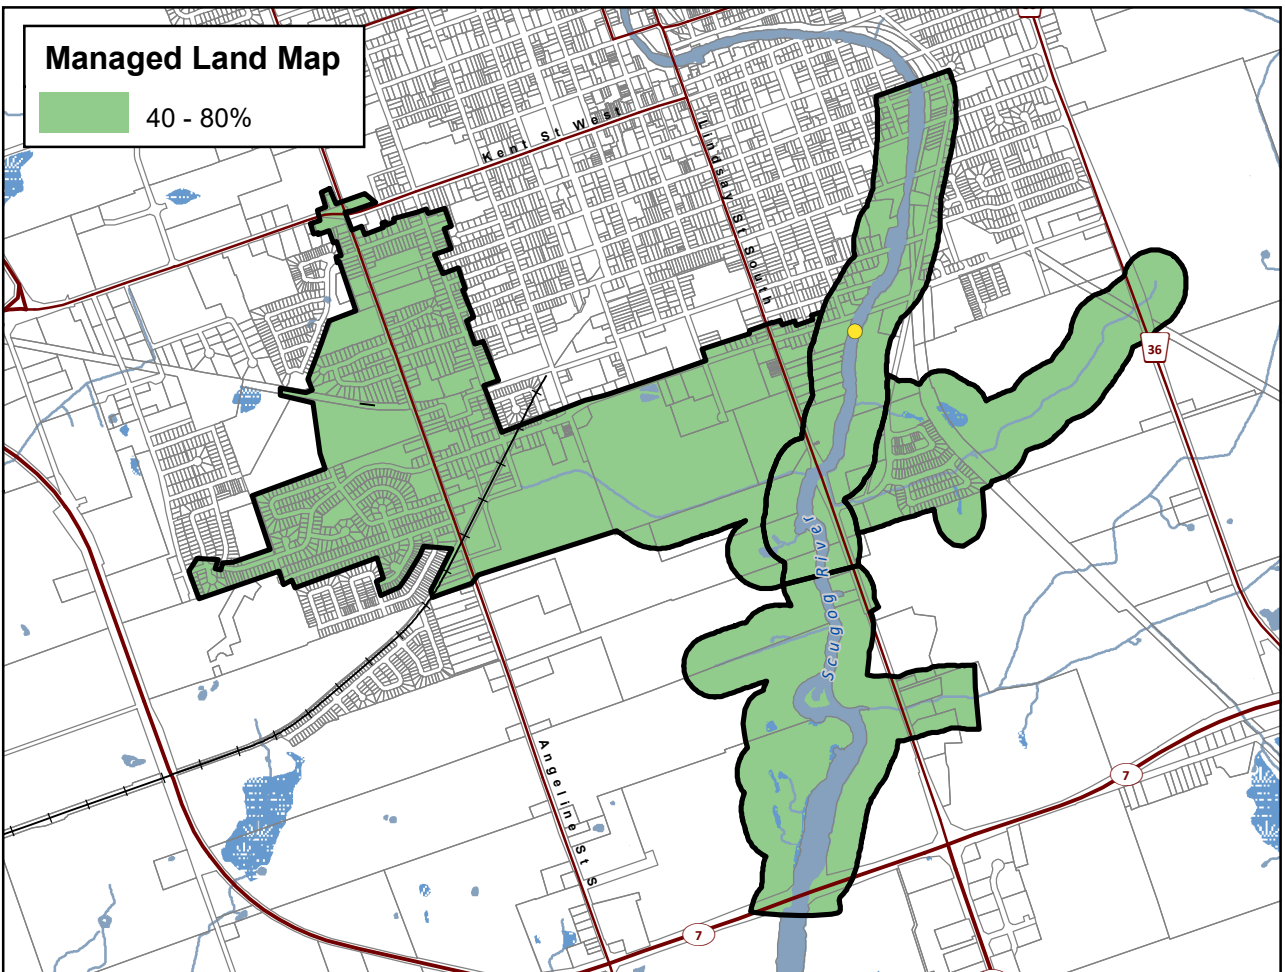 Managed Land Map
40 - 80%
Kent St West
Lindsay St South
36
Scugog River
Angeline St S
7
7